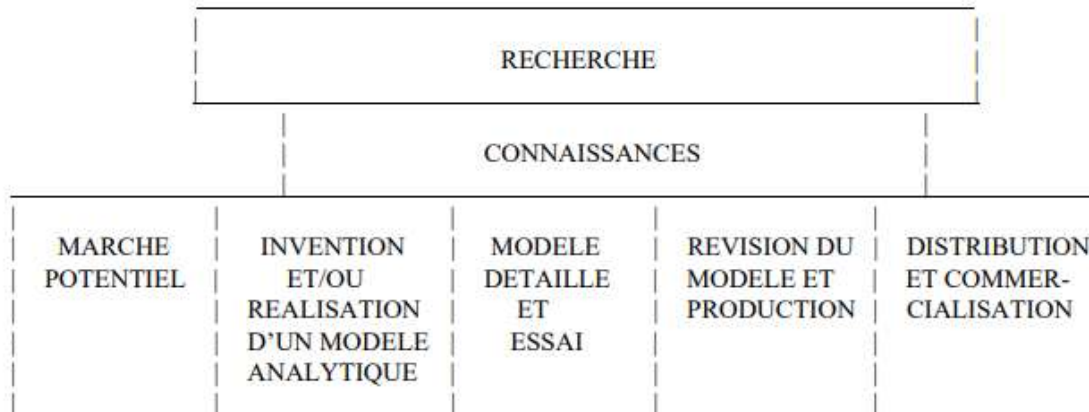 RECHERCHE
CONNAISSANCES
MARCHE
POTENTIEL
INVENTION
ET/OU
REALISATION
D’UN MODELE
ANALYTIQUE
MODELE
DETAILLE
ET
ESSAI
REVISION DU
MODELE ET
PRODUCTION
DISTRIBUTION
ET COMMER-
CIALISATION